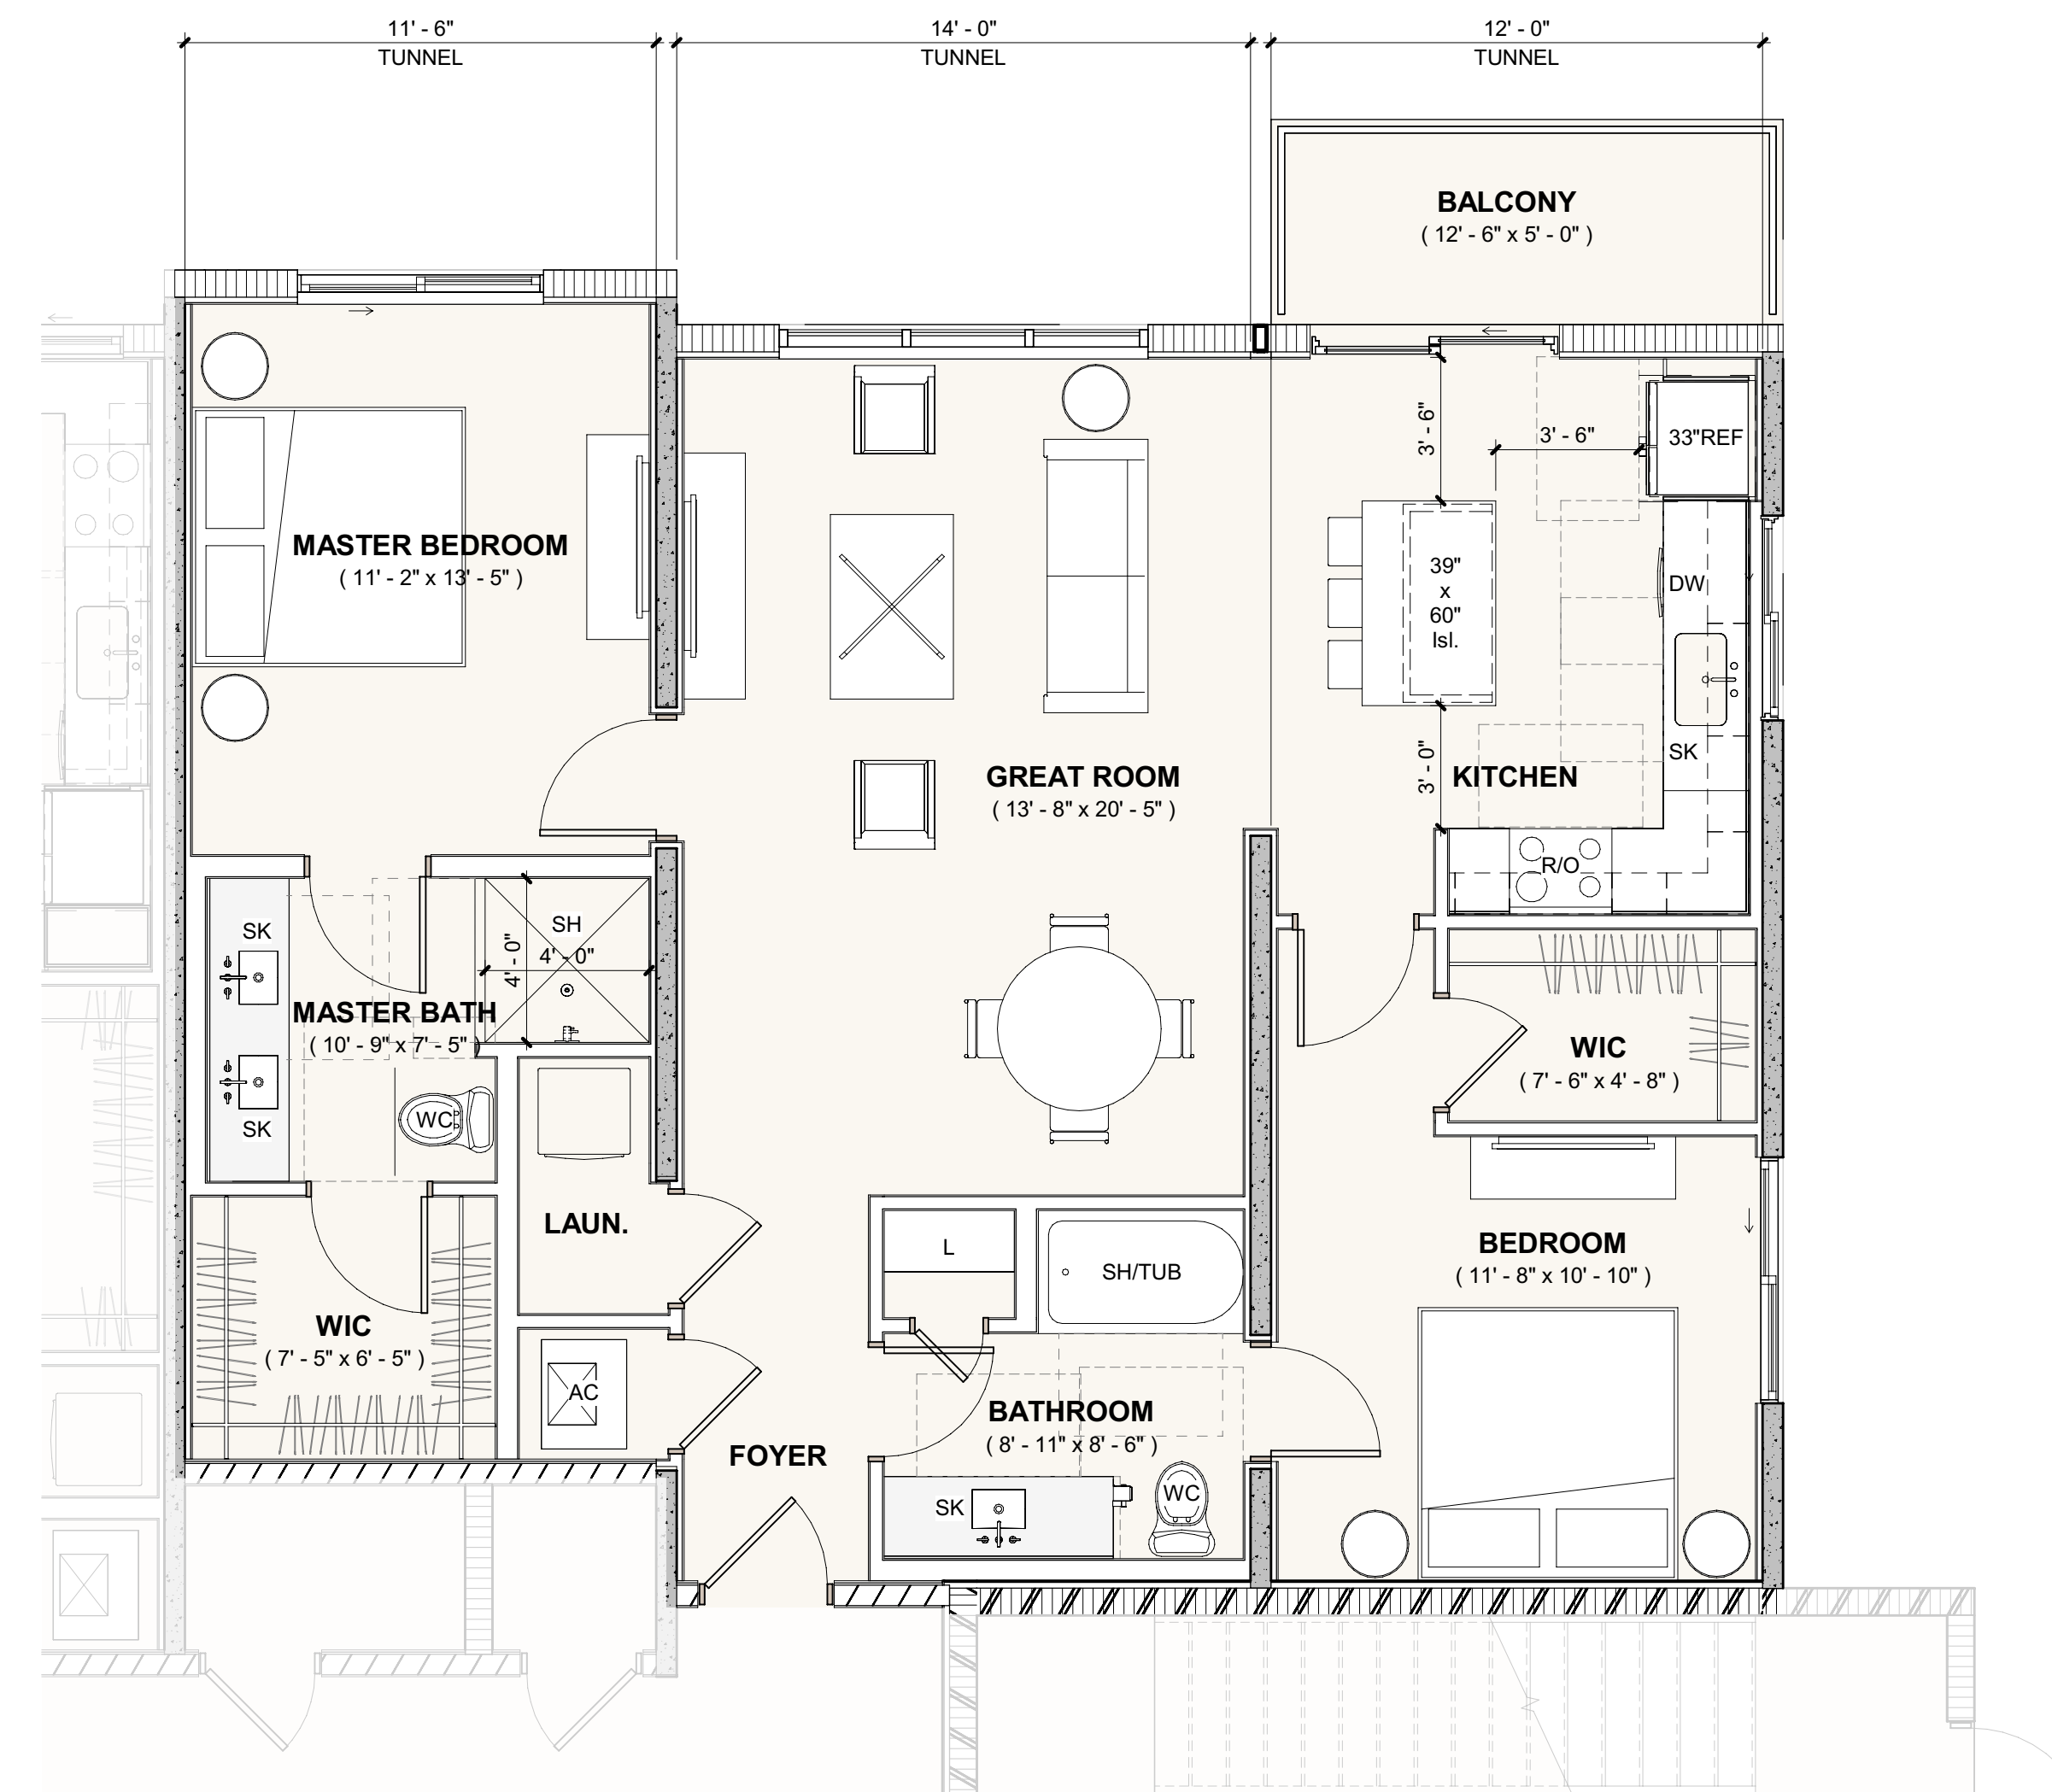 11' - 6"
TUNNEL
14' - 0"
TUNNEL
12' - 0"
TUNNEL
BALCONY
( 12' - 6" x 5' - 0" )
3' - 6"
3' - 6"
33"REF
MASTER BEDROOM
( 11' - 2" x 13' - 5" )
39"
x
60"
Isl.
DW
SK
GREAT ROOM
( 13' - 8" x 20' - 5" )
3' - 0"
KITCHEN
R/O
SK
SH
4' - 0"
4' - 0"
MASTER BATH
( 10' - 9" x 7' - 5" )
WC
SK
WIC
( 7' - 6" x 4' - 8" )
LAUN.
L
SH/TUB
BEDROOM
( 11' - 8" x 10' - 10" )
WIC
( 7' - 5" x 6' - 5" )
AC
FOYER
BATHROOM
( 8' - 11" x 8' - 6" )
SK
WC